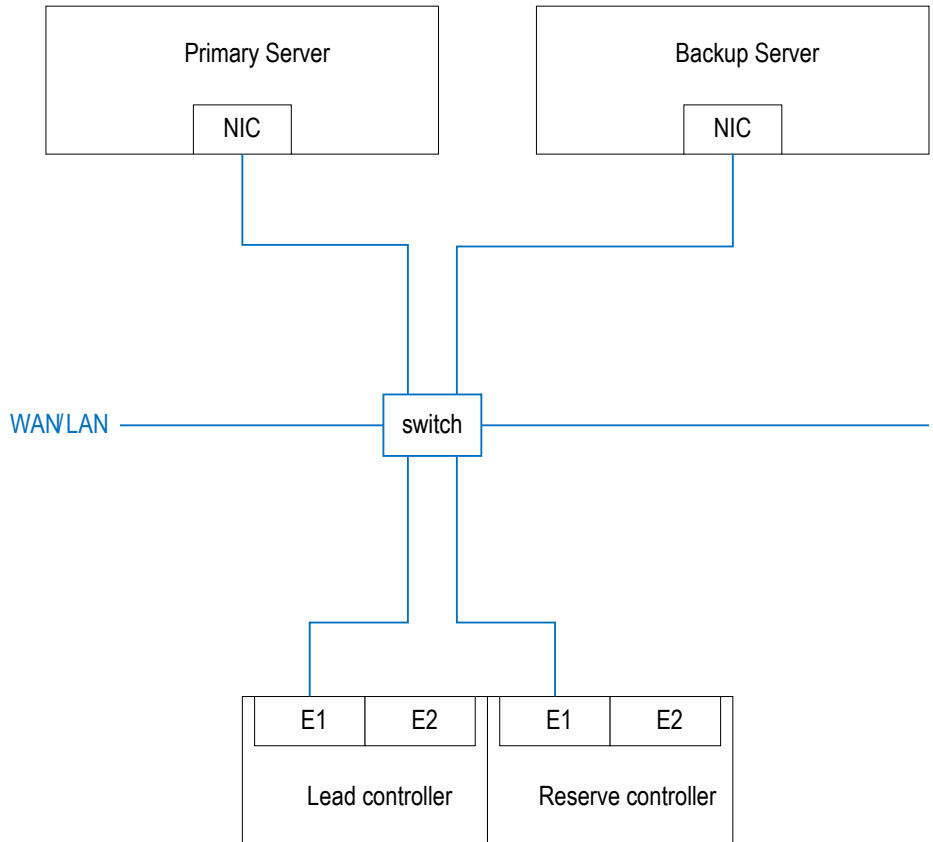 Primary Server
Backup Server
NIC
NIC
WAN/LAN
switch
E1
E2
E1
E2
Lead controller
Reserve controller